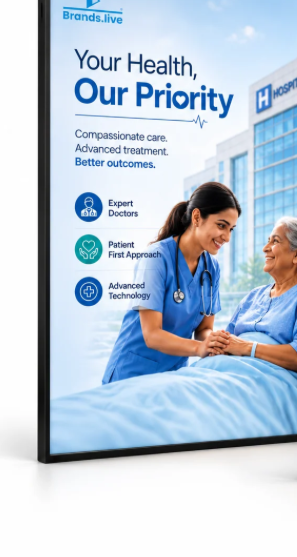 Brands.live
Your Health,
Our Priority
Compassionate care.
Advanced treatment.
Better outcomes.
Expert
Doctors
Patient
First Approach
Advanced
Technology
H HOSPI